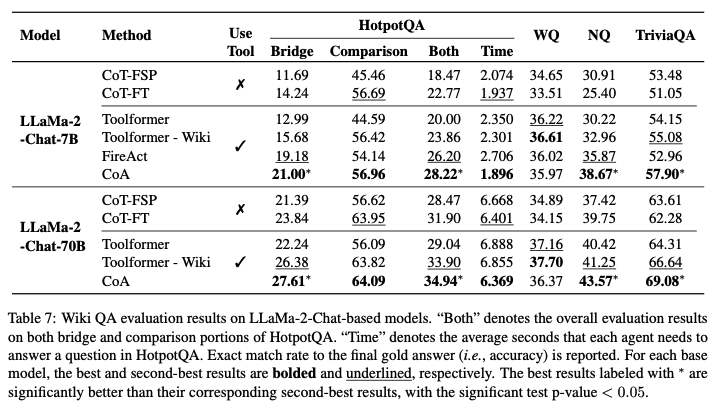 Model Method Use Tool HotpotQA WQ NQ TriviaQA
Bridge Comparison Both Time
CoT-FSP ✗ 11.69 45.46 18.47 2.074 34.65 30.91 53.48
CoT-FT 14.24 56.69 22.77 1.937 33.51 25.40 51.05
LLaMa-2
-Chat-7B
Toolformer 12.99 44.59 20.00 2.350 36.22 30.22 54.15
Toolformer - Wiki ✓ 15.68 56.42 23.86 2.301 36.61 32.96 55.08
FireAct 19.18 54.14 26.20 2.706 36.02 35.87 52.96
CoA 21.00* 56.96 28.22* 1.896 35.97 38.67* 57.90*
CoT-FSP ✗ 21.39 56.62 28.47 6.668 34.89 37.42 63.61
CoT-FT 23.84 63.95 31.90 6.401 34.15 39.75 62.28
LLaMa-2
-Chat-70B
Toolformer 22.24 56.09 29.04 6.888 37.16 40.42 64.31
Toolformer - Wiki ✓ 26.38 63.82 33.90 6.855 37.70 41.25 66.64
CoA 27.61* 64.09 34.94* 6.369 36.37 43.57* 69.08*
Table 7: Wiki QA evaluation results on LLaMa-2-Chat-based models. “Both” denotes the overall evaluation results
on both bridge and comparison portions of HotpotQA. “Time” denotes the average seconds that each agent needs to
answer a question in HotpotQA. Exact match rate to the final gold answer (i.e., accuracy) is reported. For each base
model, the best and second-best results are bolded and underlined, respectively. The best results labeled with * are
significantly better than their corresponding second-best results, with the significant test p-value < 0.05.